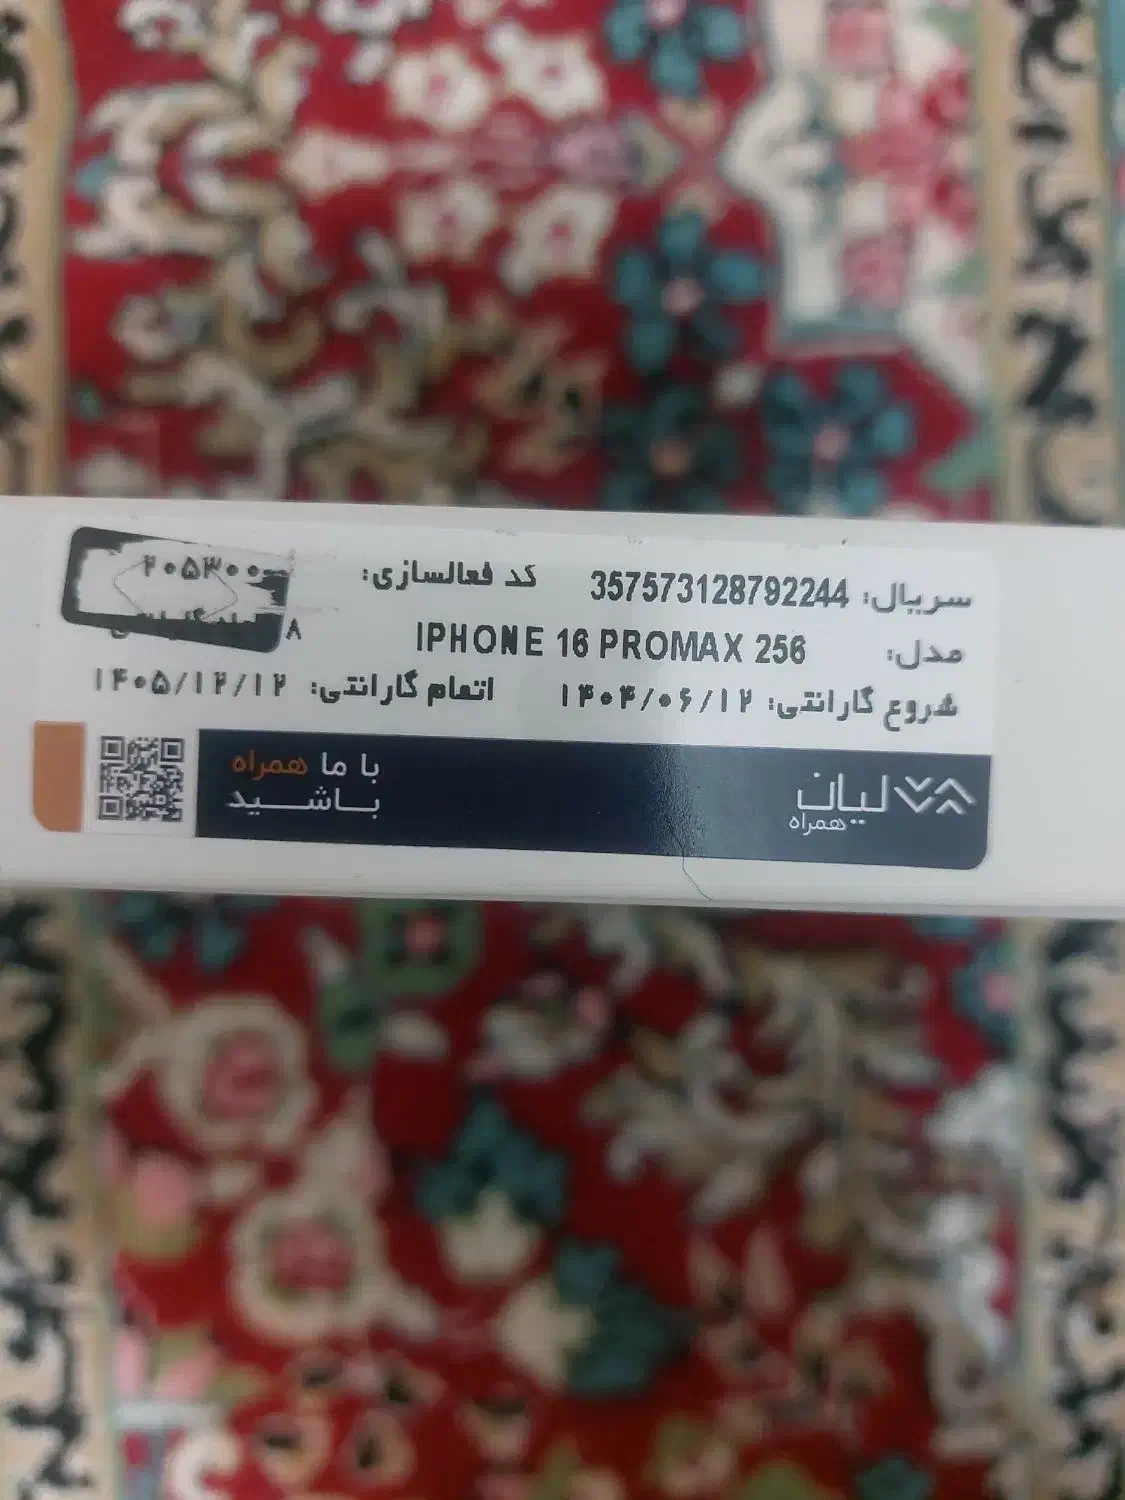 سریال: 357573128792244 کد فعالسازی:
مدل: IPHONE 16 PROMAX 256
شروع گارانتی: ۱۴۰۴/۰۶/۱۲ اتمام گارانتی: ۱۴۰۵/۱۲/۱۲
لیان همراه
با ما همراه
باشید